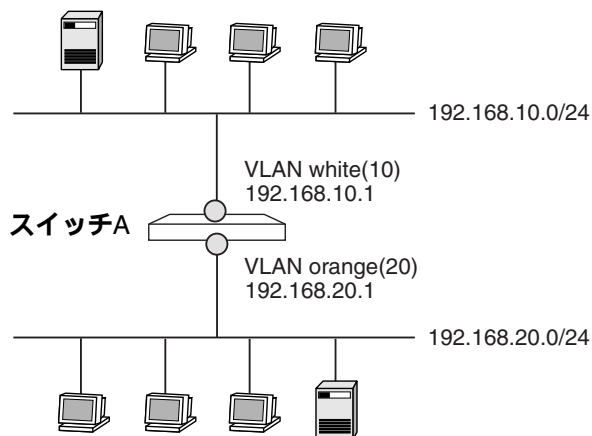 192.168.10.0/24
VLAN white(10)
192.168.10.1
スイッチA
VLAN orange(20)
192.168.20.1
192.168.20.0/24